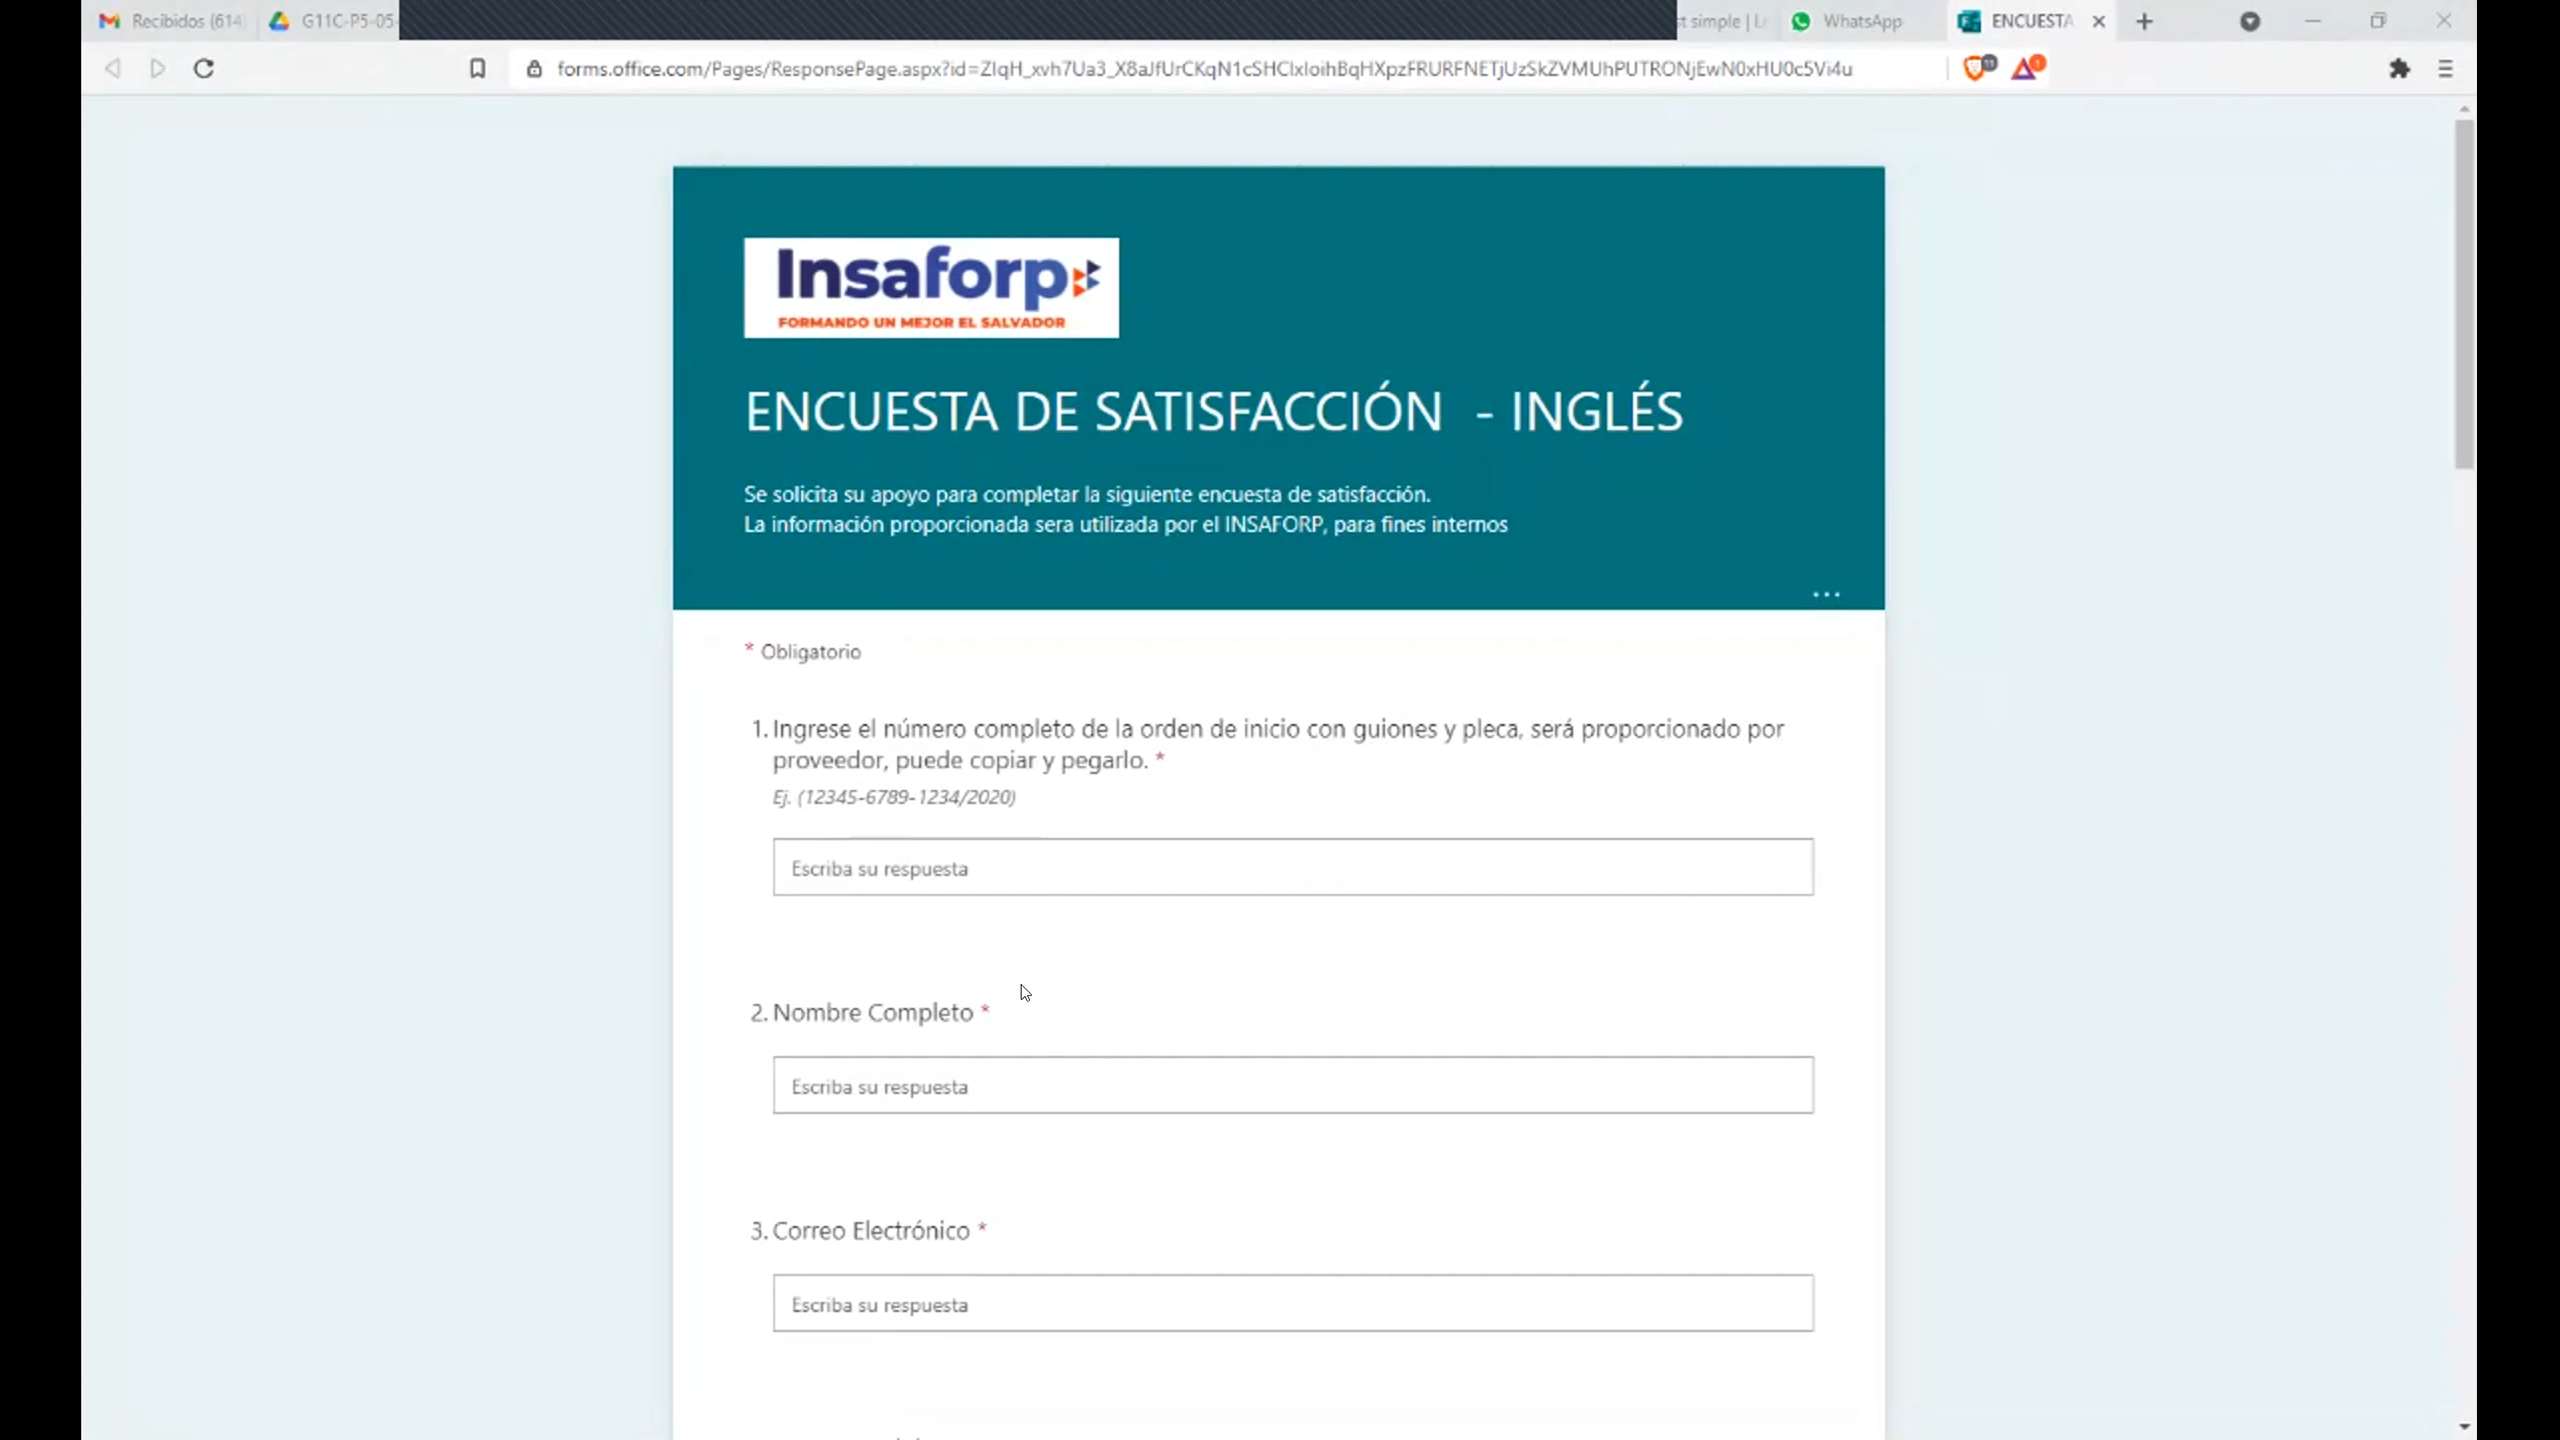 Recibidos (614
G11C-P5-05-
st simple | L
WhatsApp
ENCUESTA
forms.office.com/Pages/ResponsePage.aspx?id=ZIqH_xvh7Ua3_X8aJfUrCKqN1cSHClxIoihBqHXpzFRURFNETjUzSkZVMUhPUTRONjEwN0xHU0c5Vi4u
Insaforp
FORMANDO UN MEJOR EL SALVADOR
ENCUESTA DE SATISFACCIÓN - INGLÉS
Se solicita su apoyo para completar la siguiente encuesta de satisfacción.
La información proporcionada sera utilizada por el INSAFORP, para fines internos
...
* Obligatorio
1. Ingrese el número completo de la orden de inicio con guiones y pleca, será proporcionado por
proveedor, puede copiar y pegarlo. *
Ej. (12345-6789-1234/2020)
Escriba su respuesta
2. Nombre Completo *
Escriba su respuesta
3. Correo Electrónico *
Escriba su respuesta